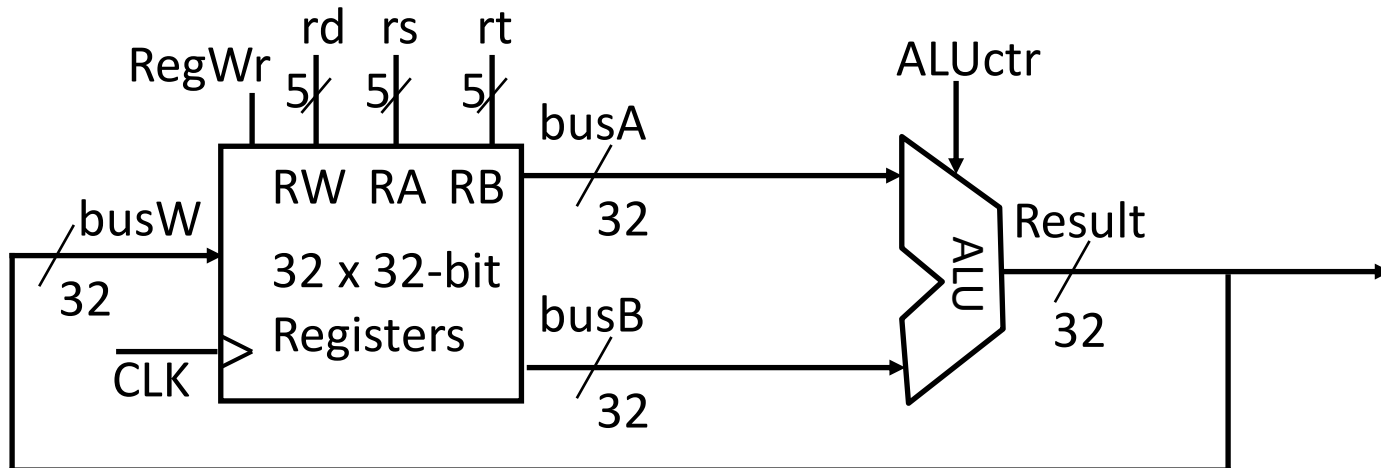 rd rs rt
RegWr
5 5 5
ALUctr
busA
32
RW RA RB
busW
32
32 x 32-bit
Registers
CLK
busB
32
ALU
Result
32